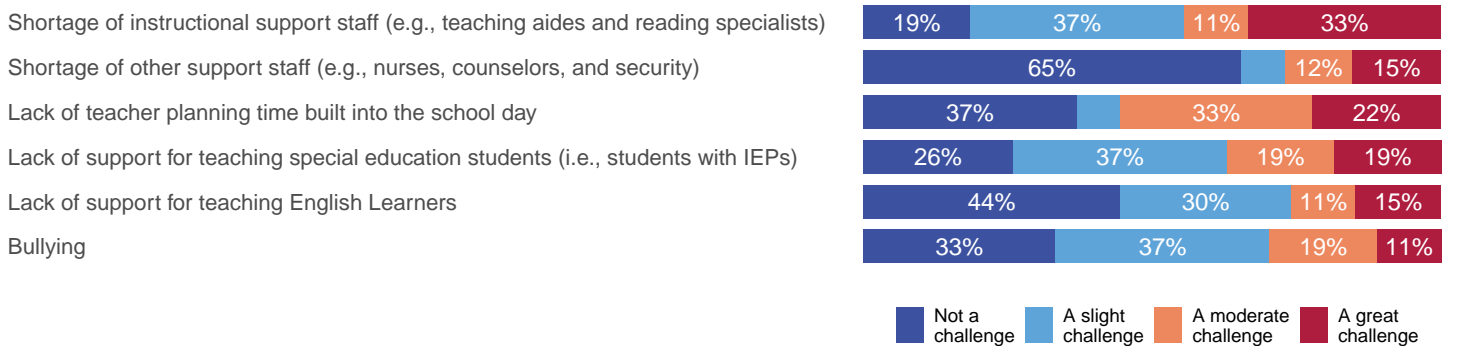 Shortage of instructional support staff (e.g., teaching aides and reading specialists) 19% 37% 11% 33%
Shortage of other support staff (e.g., nurses, counselors, and security) 65% 12% 15%
Lack of teacher planning time built into the school day 37% 33% 22%
Lack of support for teaching special education students (i.e., students with IEPs) 26% 37% 19% 19%
Lack of support for teaching English Learners 44% 30% 11% 15%
Bullying 33% 37% 19% 11%
Not a challenge
A slight challenge
A moderate challenge
A great challenge